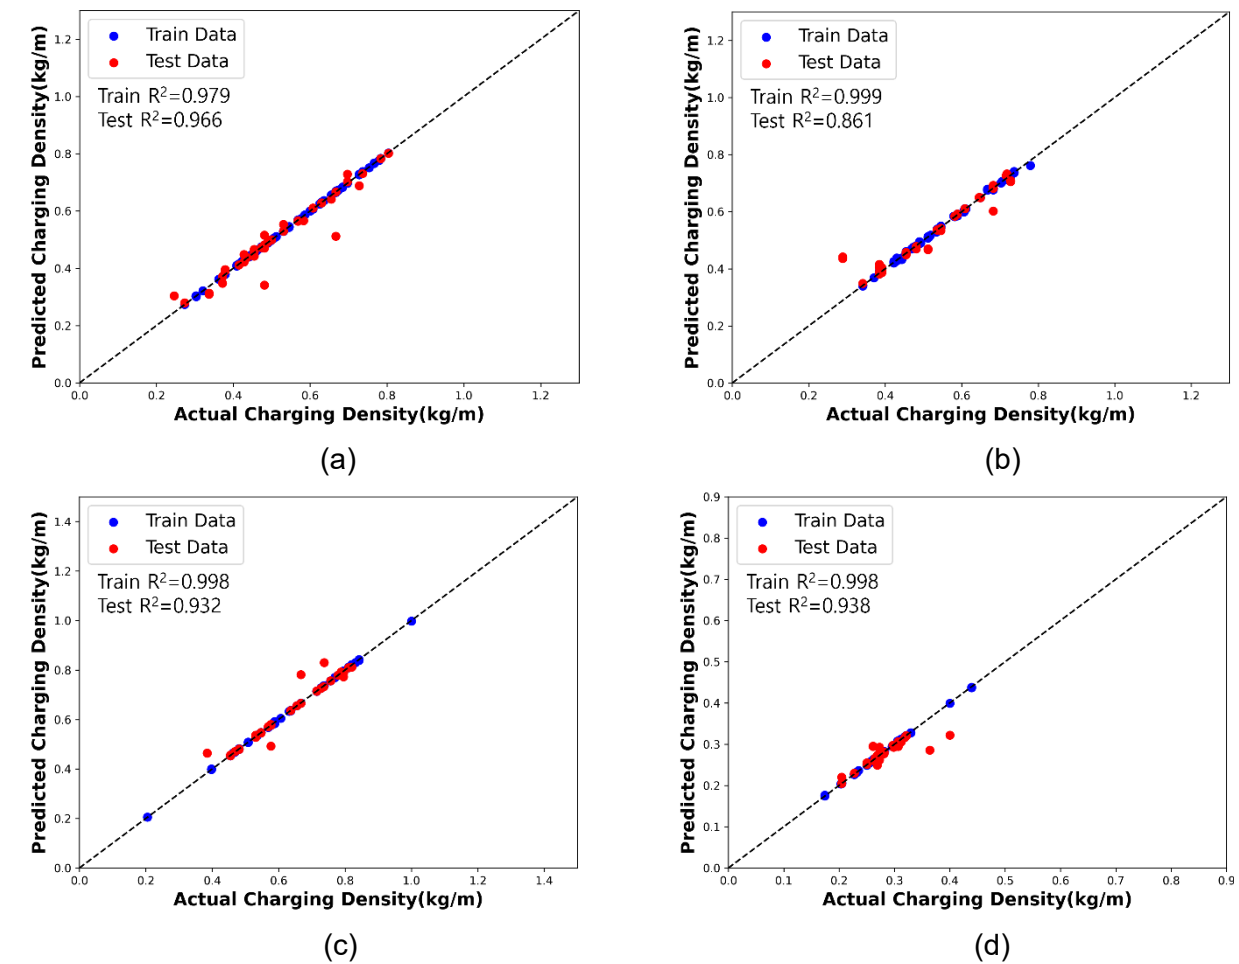 Train Data
Test Data
Train R²=0.979
Test R²=0.966
Predicted Charging Density(kg/m)
1.2
1.0
0.8
0.6
0.4
0.2
0.0
0.0 0.2 0.4 0.6 0.8 1.0 1.2
Actual Charging Density(kg/m)
(a)
Train Data
Test Data
Train R²=0.999
Test R²=0.861
Predicted Charging Density(kg/m)
1.2
1.0
0.8
0.6
0.4
0.2
0.0
0.0 0.2 0.4 0.6 0.8 1.0 1.2
Actual Charging Density(kg/m)
(b)
Train Data
Test Data
Train R²=0.998
Test R²=0.932
Predicted Charging Density(kg/m)
1.4
1.2
1.0
0.8
0.6
0.4
0.2
0.0
0.0 0.2 0.4 0.6 0.8 1.0 1.2 1.4
Actual Charging Density(kg/m)
(c)
Train Data
Test Data
Train R²=0.998
Test R²=0.938
Predicted Charging Density(kg/m)
0.9
0.8
0.7
0.6
0.5
0.4
0.3
0.2
0.1
0.0
0.0 0.1 0.2 0.3 0.4 0.5 0.6 0.7 0.8 0.9
Actual Charging Density(kg/m)
(d)